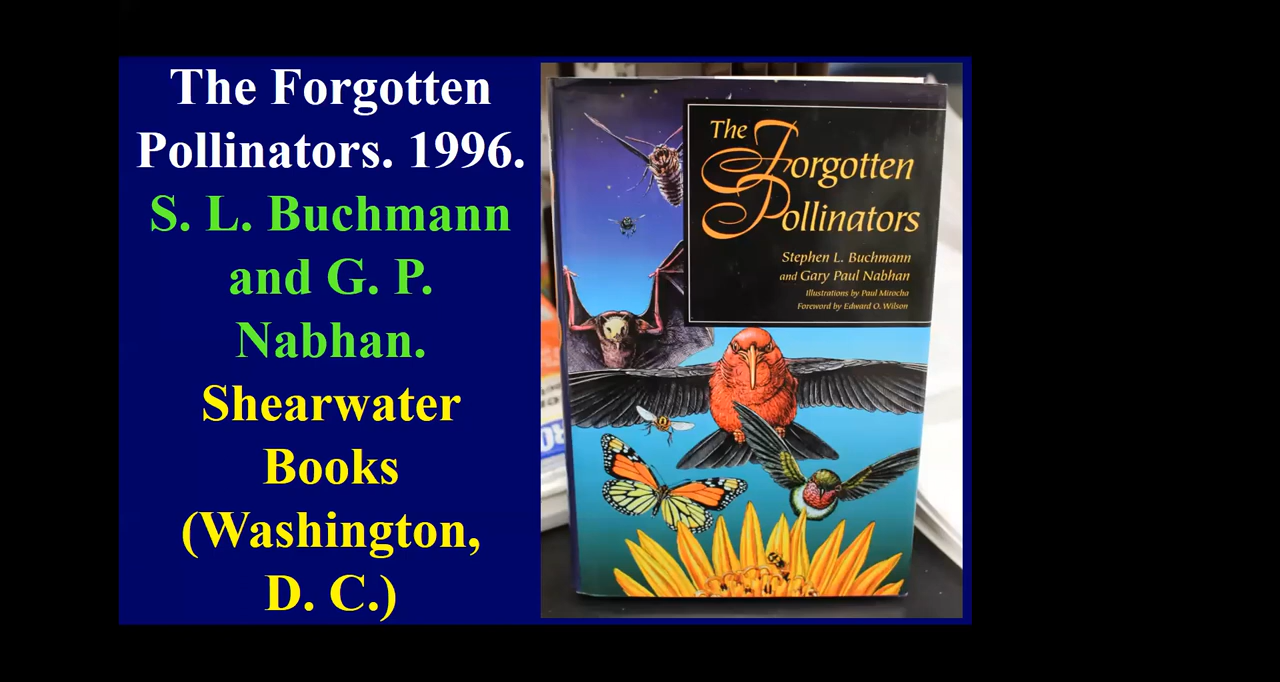 The Forgotten
Pollinators. 1996.
S. L. Buchmann
and G. P.
Nabhan.
Shearwater
Books
(Washington,
D. C.)
The
Forgotten
Pollinators
Stephen L. Buchmann
and Gary Paul Nabhan
Illustrations by Paul Mirocha
Foreword by Edward O. Wilson